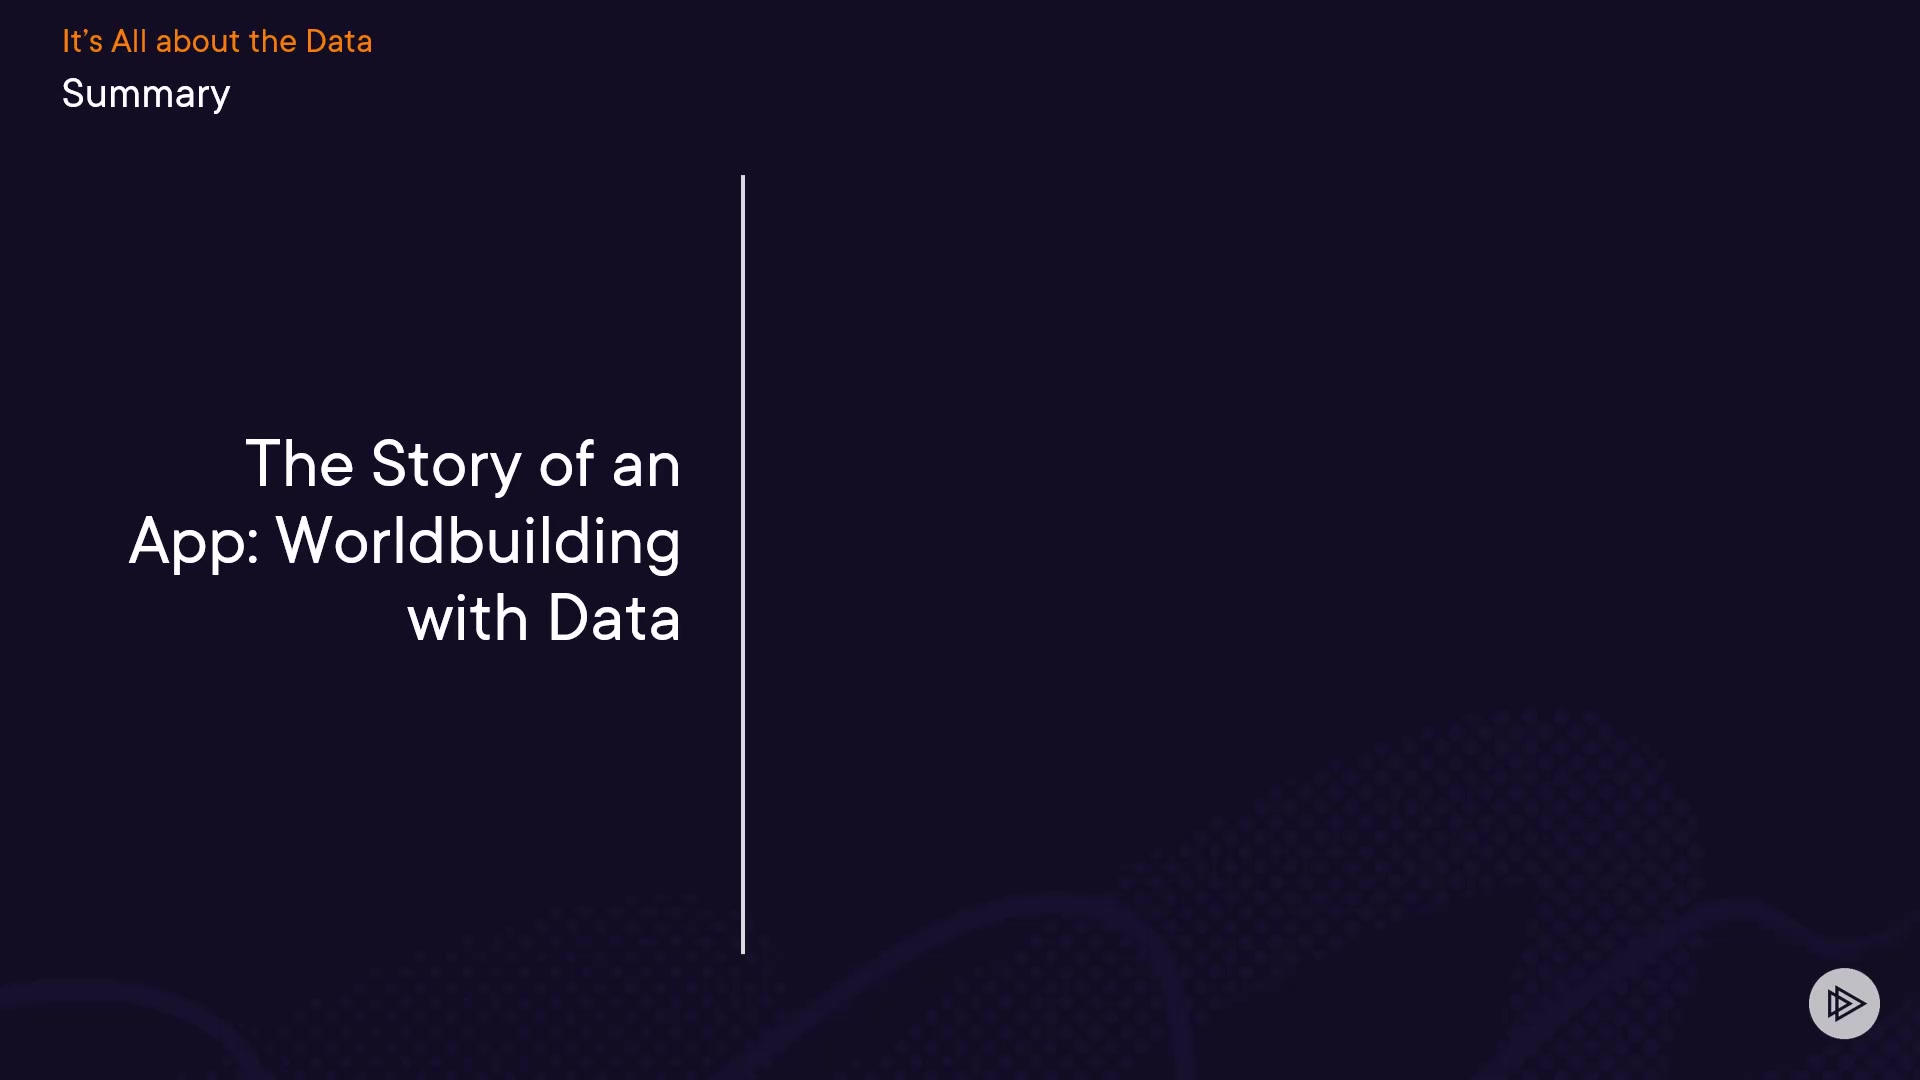 It’s All about the Data
Summary
The Story of an
App: Worldbuilding
with Data